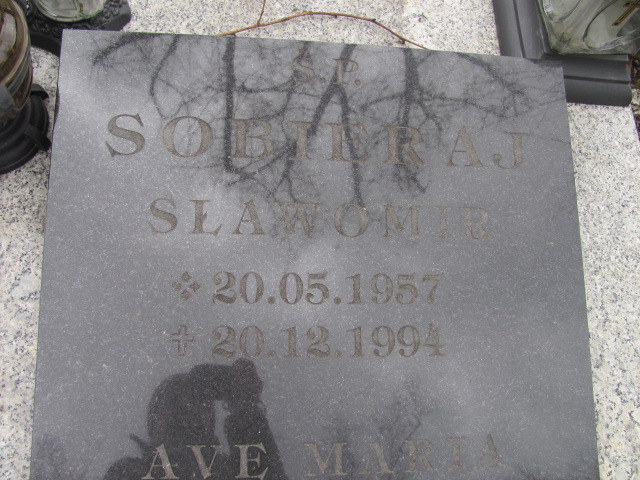 Ś.P.
SOBIERAJ
SŁAWOMIR
20.05.1957
✝ 20.12.1994
AVE MARIA